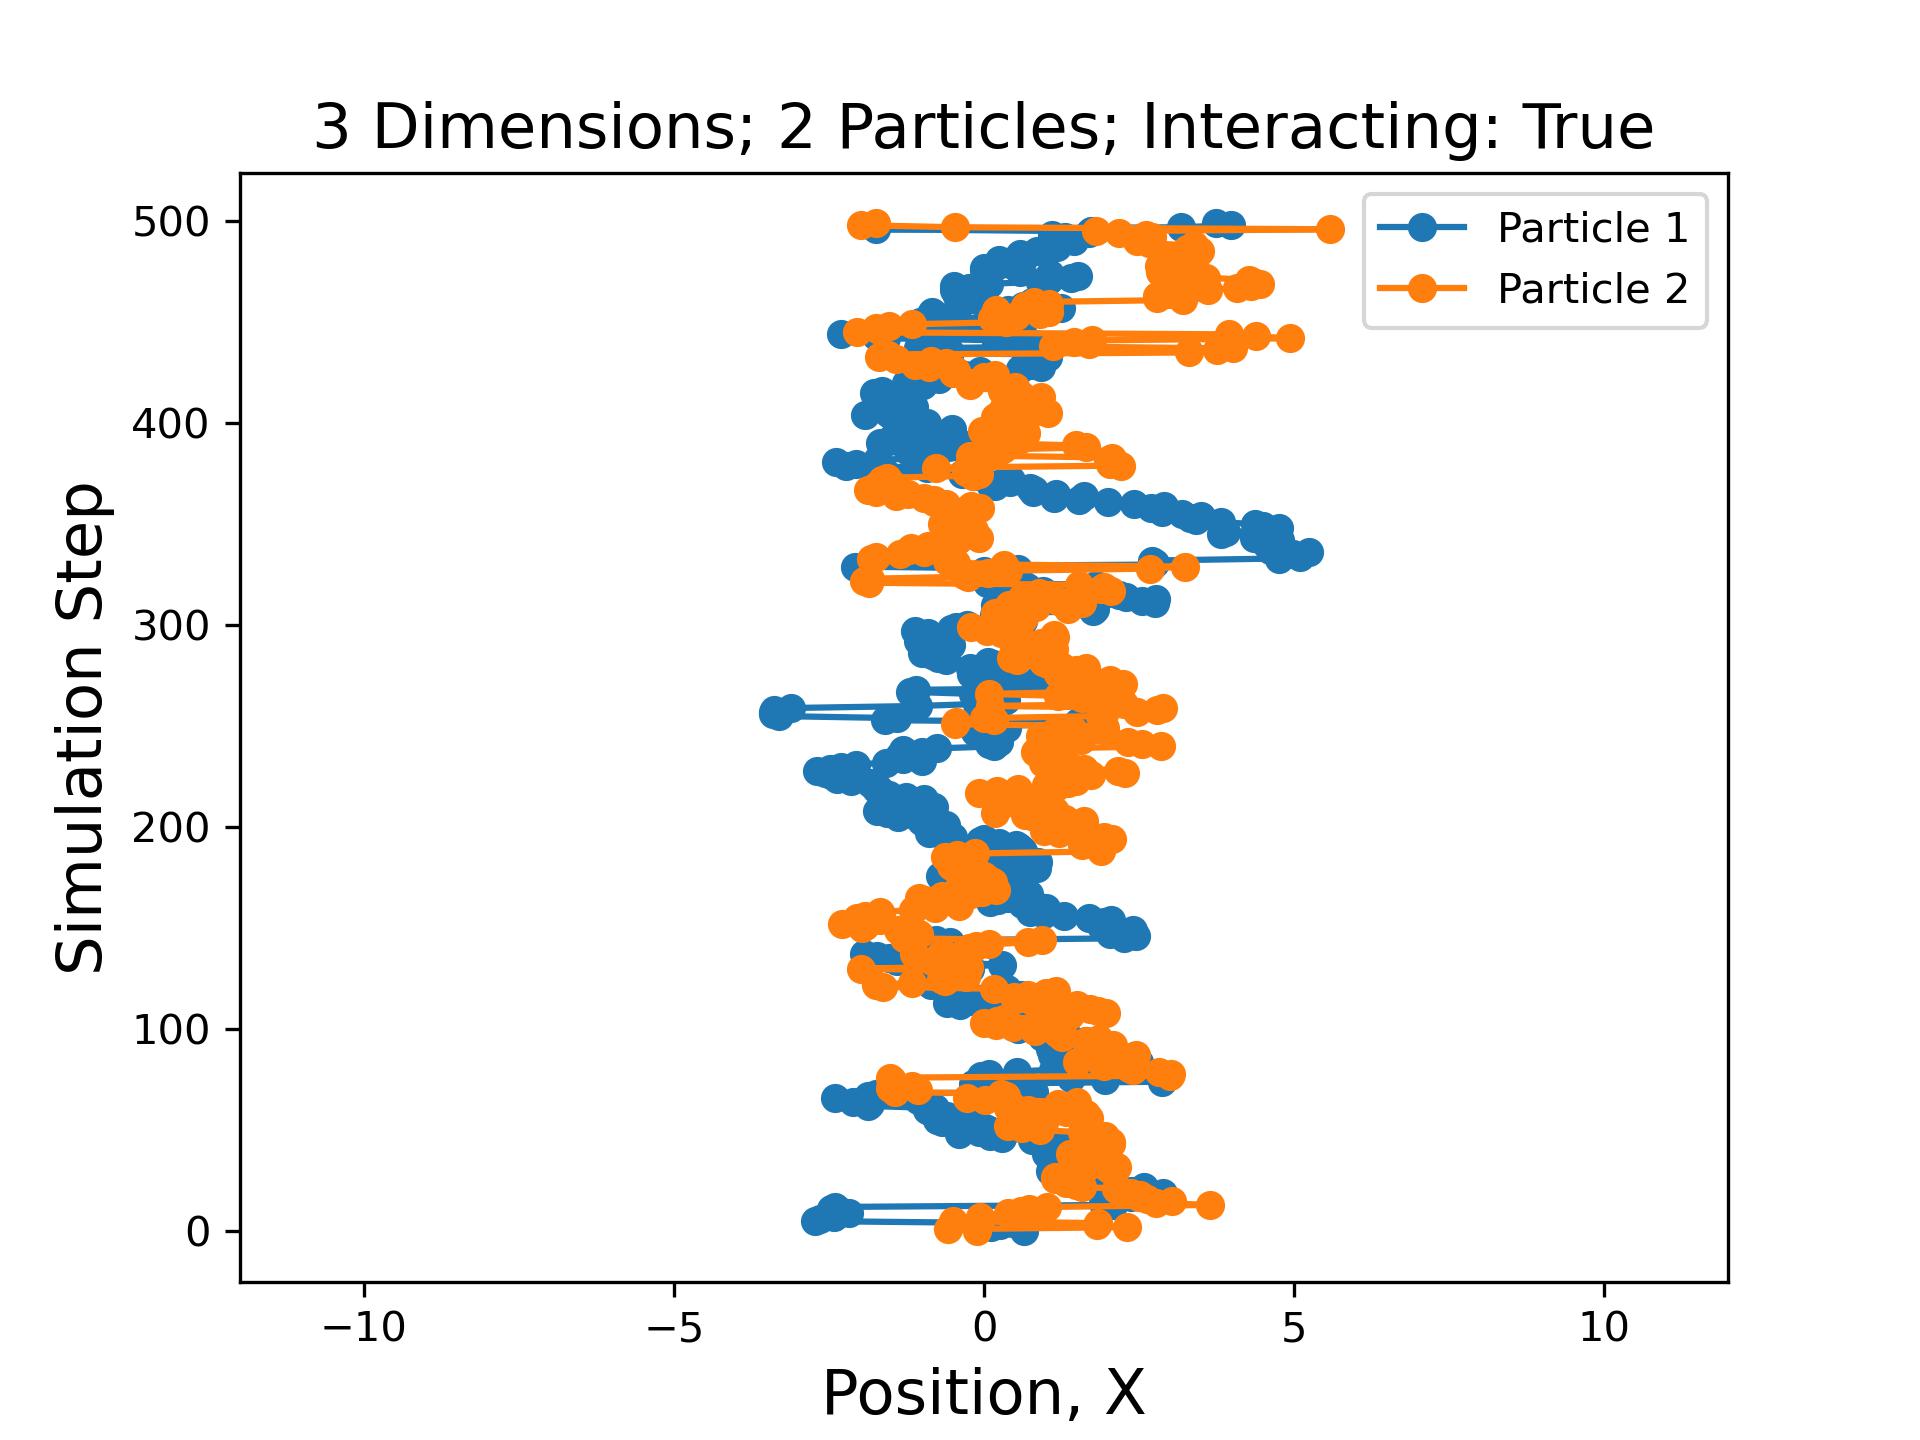 3 Dimensions; 2 Particles; Interacting: True
Particle 1
Particle 2
500
400
300
200
100
0
Simulation Step
−10
−5
0
5
10
Position, X